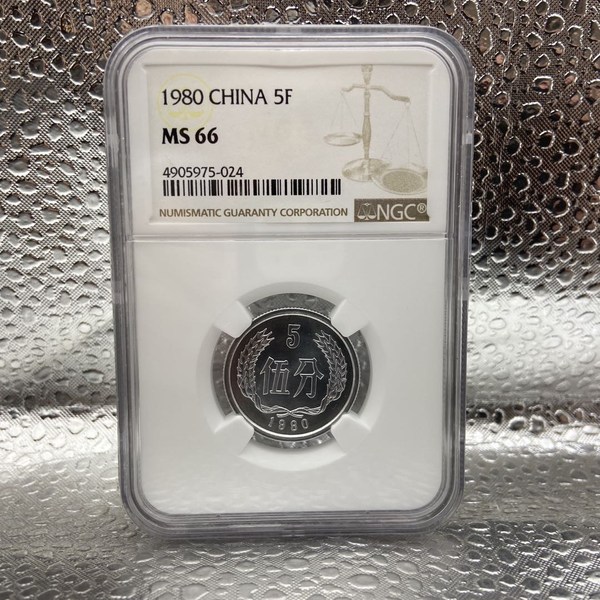 1980 CHINA 5F
MS 66
4905975-024
NUMISMATIC GUARANTY CORPORATION NGC®
5
伍分
1980